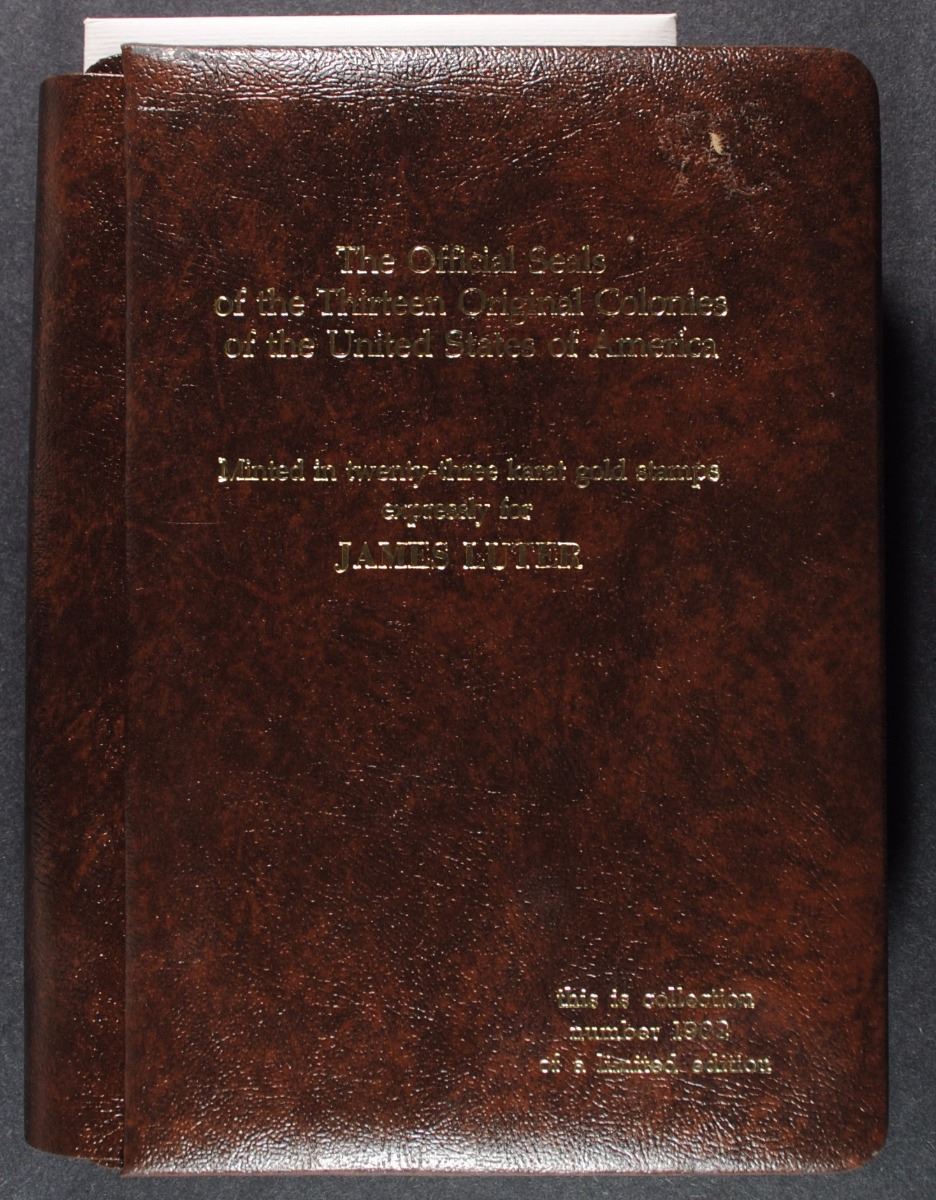 The Official Seals
of the Thirteen Original Colonies
of the United States of America
Minted in twenty-three karat gold stamps
expressly for
JAMES LUTER
this is collection
number
of a limited edition